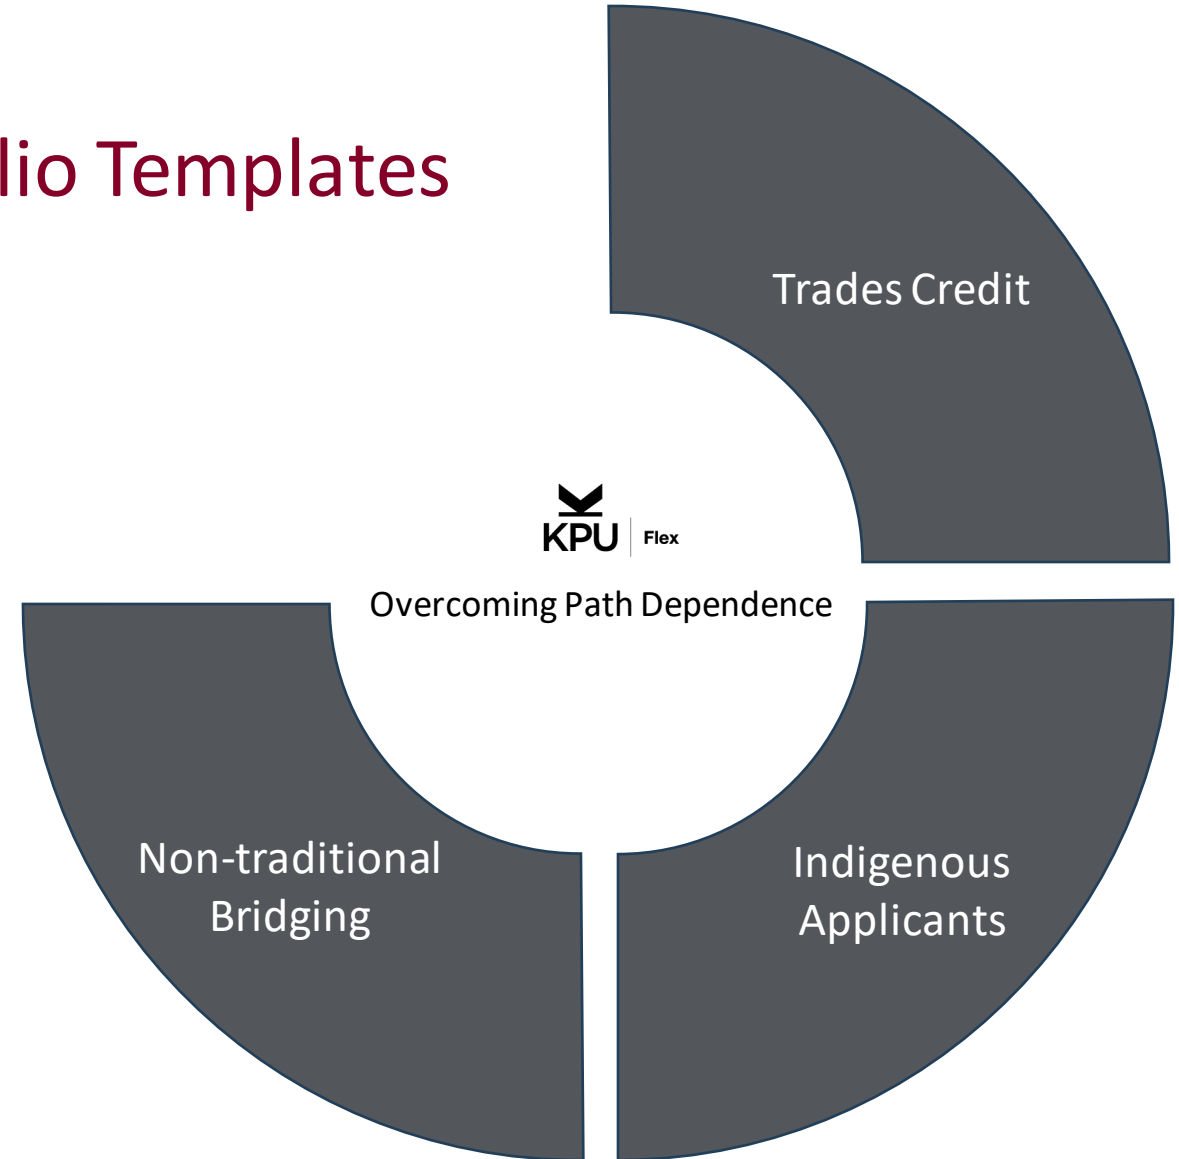 lio Templates
Trades Credit
KPU Flex
Overcoming Path Dependence
Non-traditional
Bridging
Indigenous
Applicants